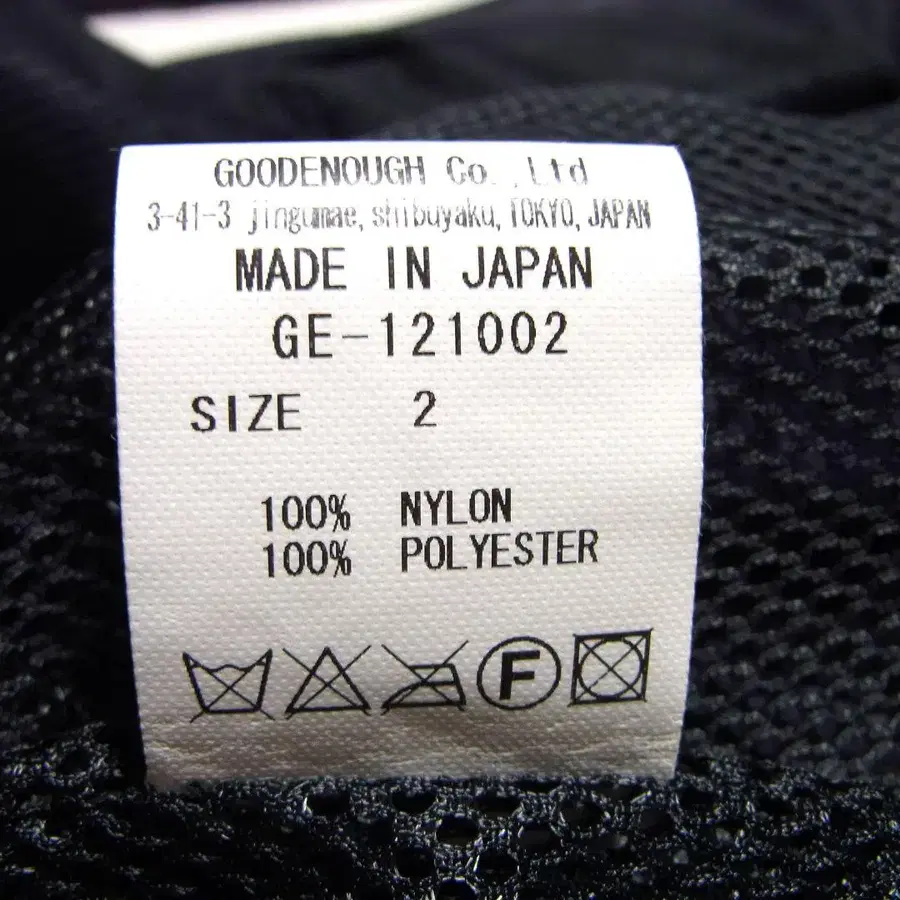 GOODENOUGH Co.,Ltd
3-41-3 jingumae, shibuyaku, TOKYO, JAPAN
MADE IN JAPAN
GE-121002
SIZE 2
100% NYLON
100% POLYESTER
F